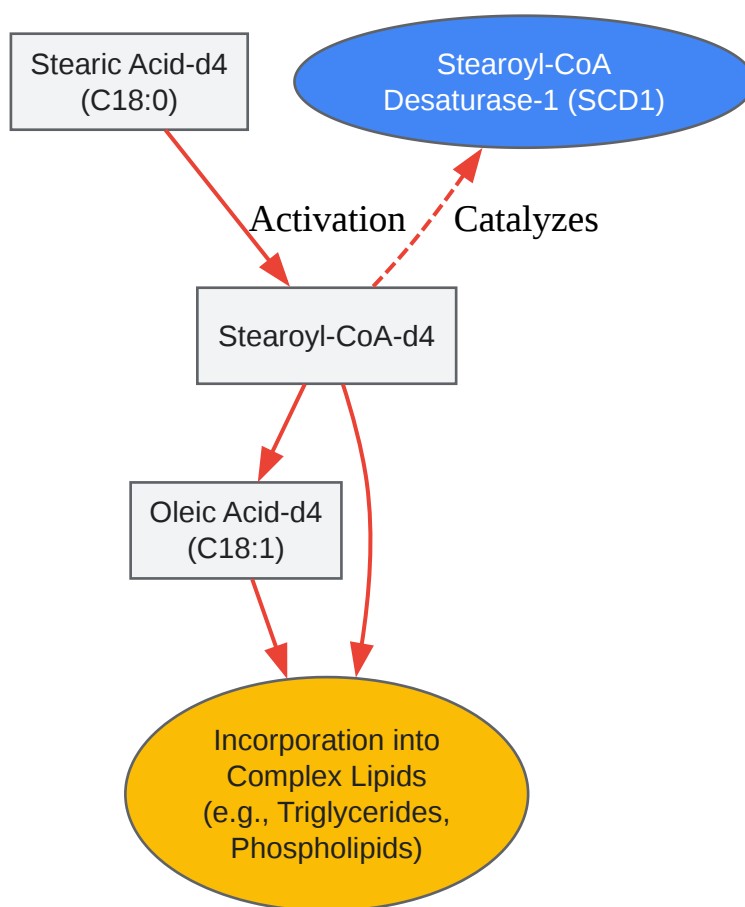 Stearic Acid-d4
(C18:0)
Stearoyl-CoA
Desaturase-1 (SCD1)
Activation
Catalyzes
Stearoyl-CoA-d4
Oleic Acid-d4
(C18:1)
Incorporation into
Complex Lipids
(e.g., Triglycerides,
Phospholipids)